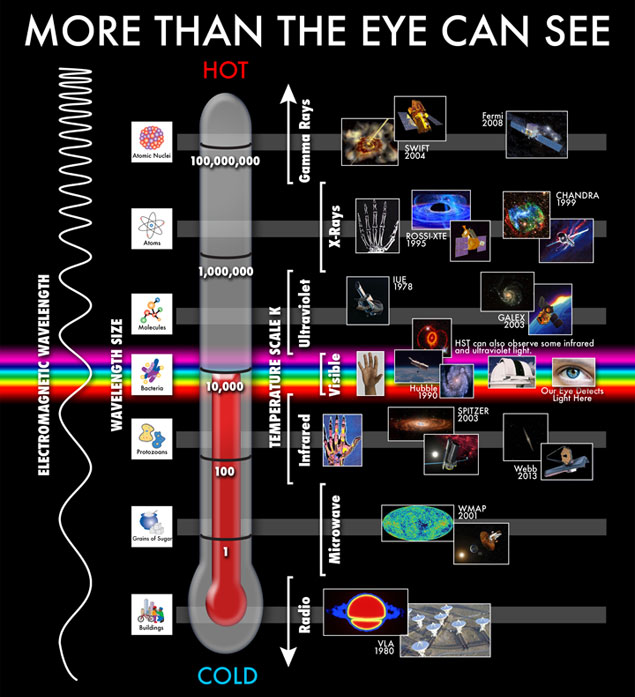 MORE THAN THE EYE CAN SEE
HOT
ELECTROMAGNETIC WAVELENGTH
WAVELENGTH SIZE
TEMPERATURE SCALE K
Atomic Nuclei
100,000,000
Gamma Rays
SWIFT
2004
Fermi
2008
Atoms
1,000,000
X-Rays
ROSSI-XTE
1995
CHANDRA
1999
Molecules
Ultraviolet
IUE
1978
GALEX
2003
HST can also observe some infrared
and ultraviolet light.
Bacteria
10,000
Visible
Hubble
1990
Our Eye Detects
Light Here
Protozoans
100
Infrared
SPITZER
2003
Webb
2013
Grains of Sugar
1
Microwave
WMAP
2001
Buildings
Radio
VLA
1980
COLD